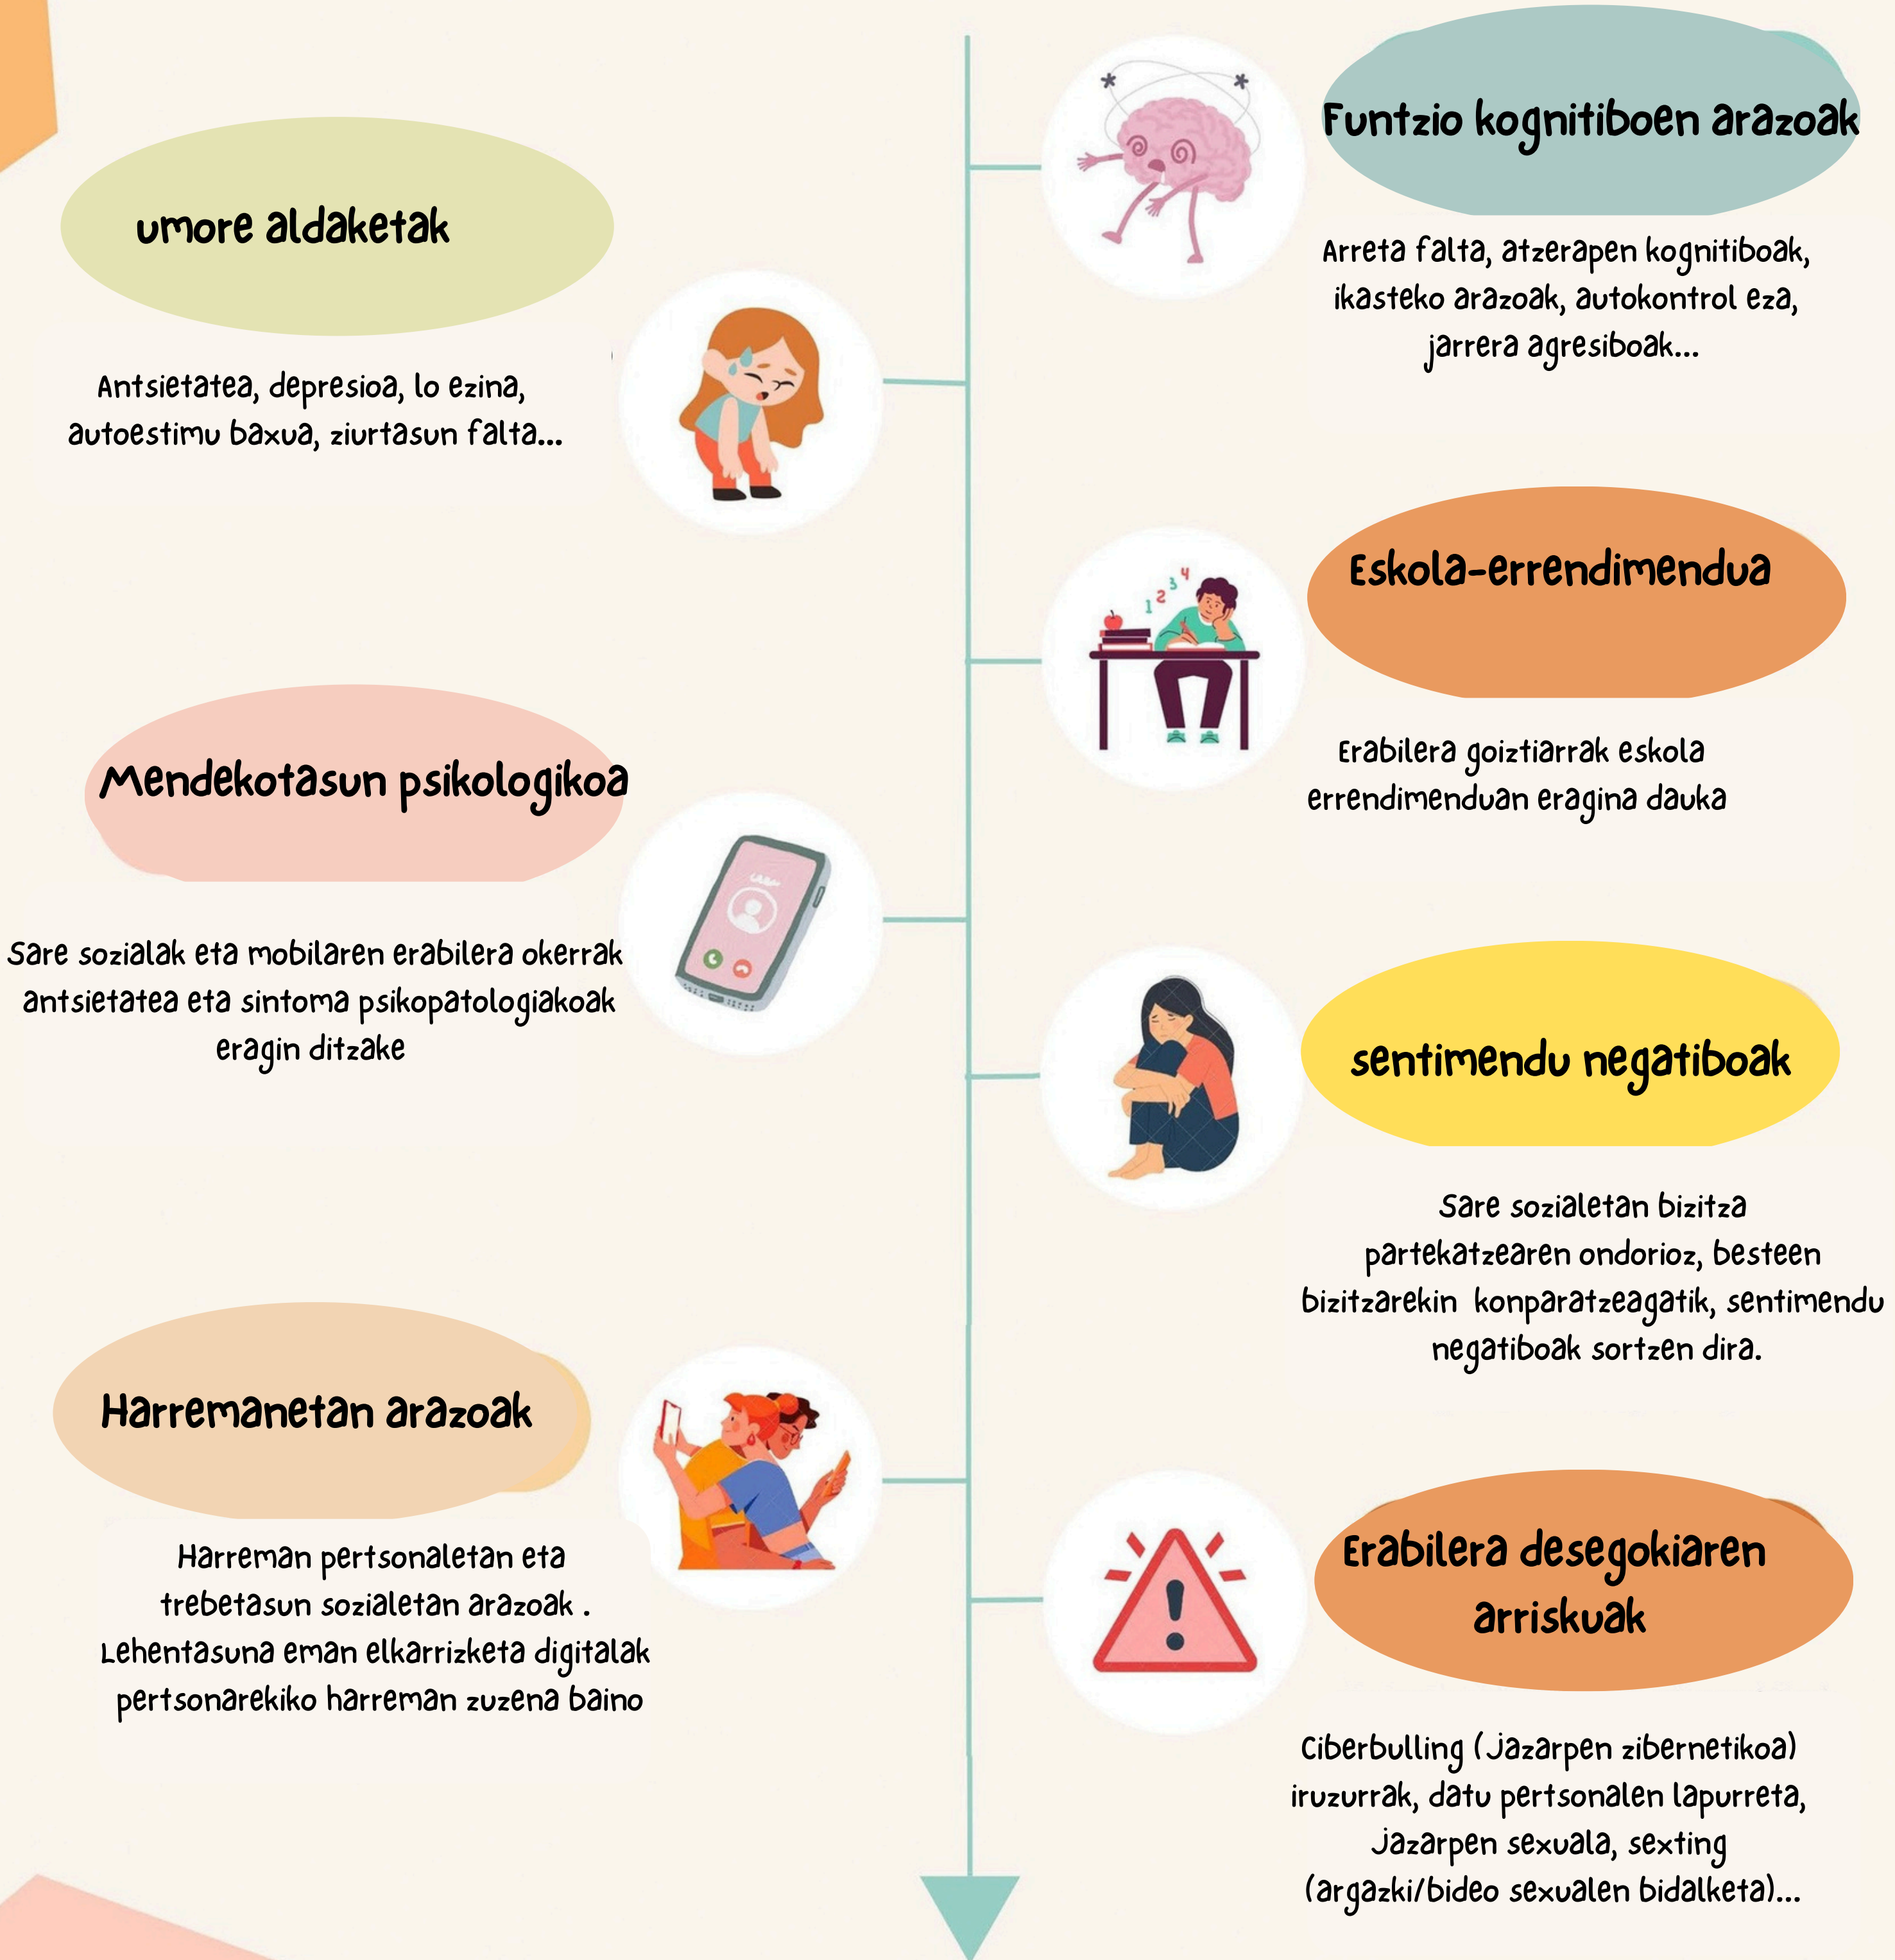 Funtzio kognitiboen arazoak
Arreta falta, atzerapen kognitiboak,
ikasteko arazoak, autokontrol eza,
jarrera agresiboak...
umore aldaketak
Antsietatea, depresioa, lo ezina,
autoestimu baxua, ziurtasun falta...
Eskola-errendimendua
Erabilera goiztiarrak eskola
errendimenduan eragina dauka
1 2 3 4
Mendekotasun psikologikoa
Sare sozialak eta mobilaren erabilera okerrak
antsietatea eta sintoma psikopatologiakoak
eragin ditzake
sentimendu negatiboak
Sare sozialetan bizitza
partekatzearen ondorioz, besteen
bizitzarekin konparatzeagatik, sentimendu
negatiboak sortzen dira.
Harremanetan arazoak
Harreman pertsonaletan eta
trebetasun sozialetan arazoak .
Lehentasuna eman elkarrizketa digitalak
pertsonarekiko harreman zuzena baino
Erabilera desegokiaren
arriskuak
Ciberbulling (Jazarpen zibernetikoa)
iruzurrak, datu pertsonalen lapurreta,
Jazarpen sexuala, sexting
(argazki/bideo sexualen bidalketa)...